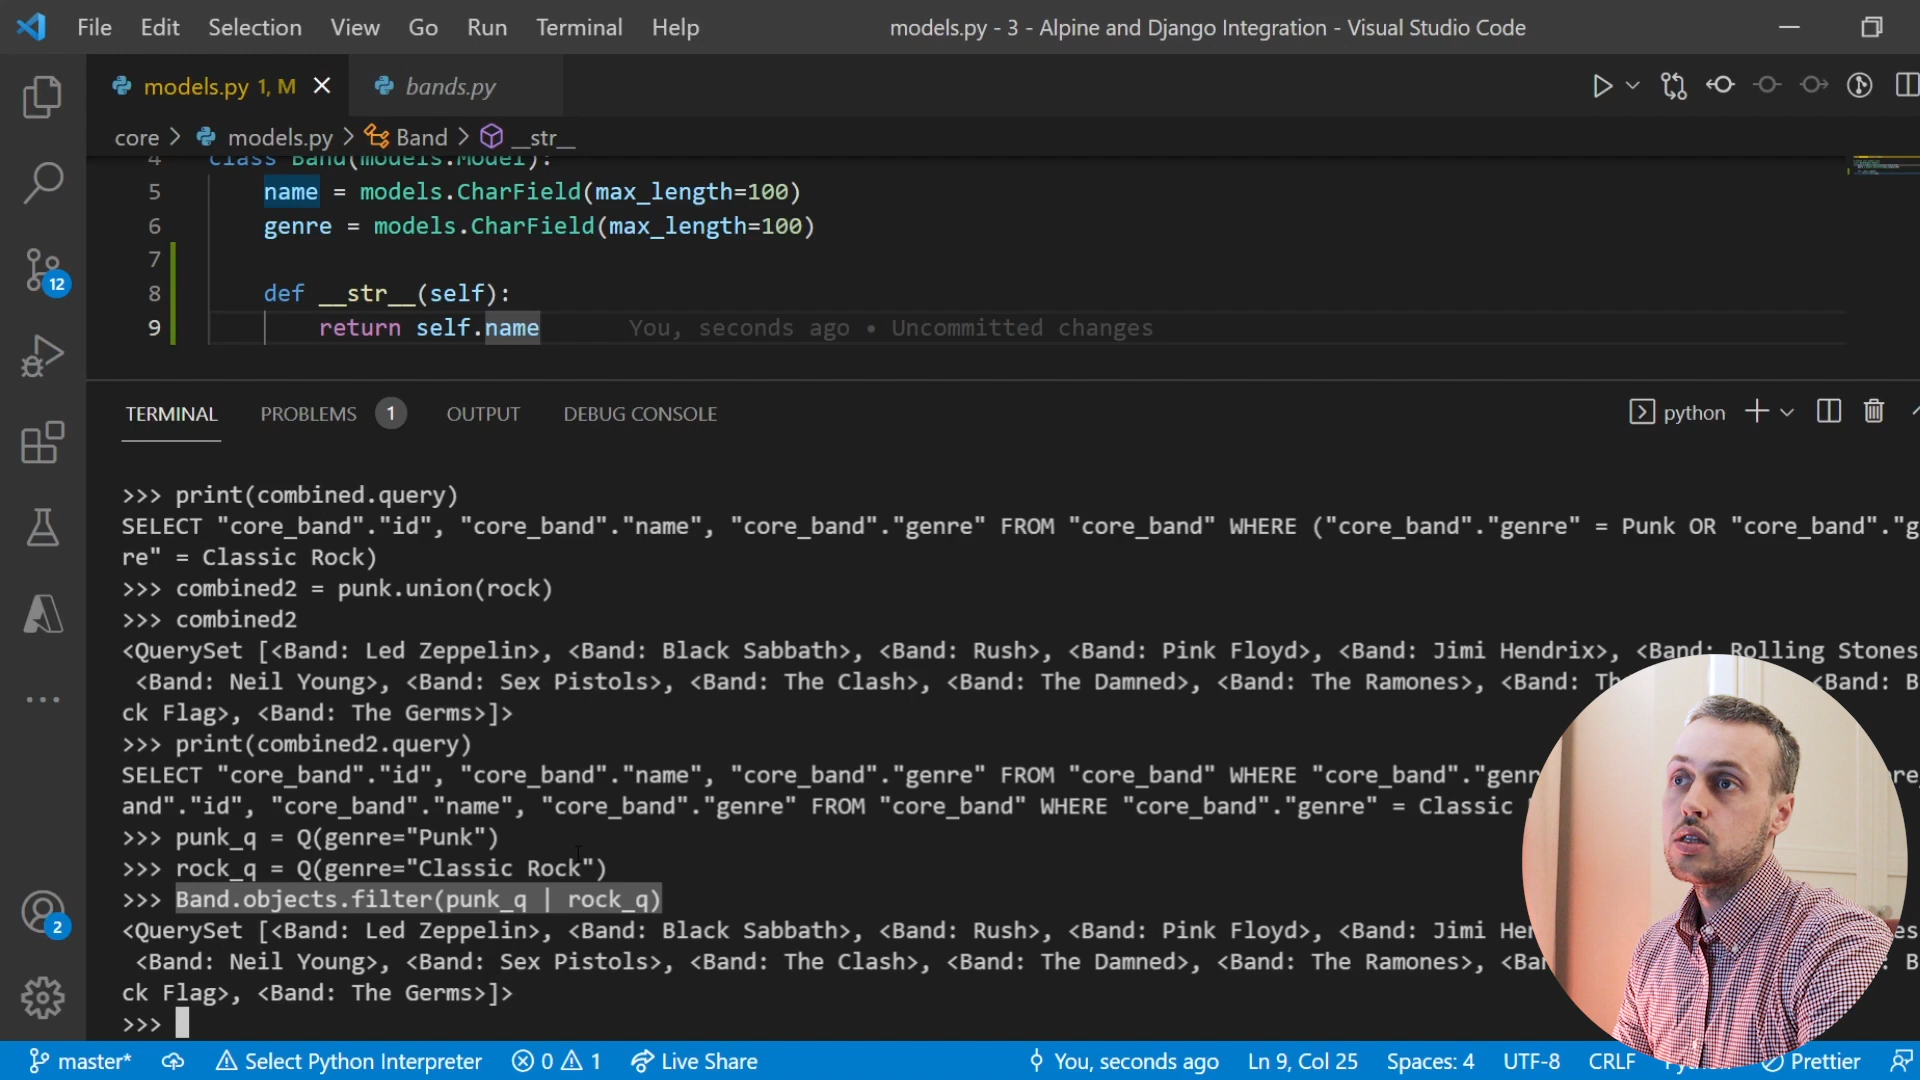 File Edit Selection View Go Run Terminal Help models.py - 3 - Alpine and Django Integration - Visual Studio Code
models.py 1, M bands.py
core > models.py > Band > __str__
4 class Band(models.Model):
5 name = models.CharField(max_length=100)
6 genre = models.CharField(max_length=100)
7
8 def __str__(self):
9 return self.name You, seconds ago • Uncommitted changes
TERMINAL PROBLEMS 1 OUTPUT DEBUG CONSOLE python
>>> print(combined.query)
SELECT "core_band"."id", "core_band"."name", "core_band"."genre" FROM "core_band" WHERE ("core_band"."genre" = Punk OR "core_band"."g
re" = Classic Rock)
>>> combined2 = punk.union(rock)
>>> combined2
<QuerySet [<Band: Led Zeppelin>, <Band: Black Sabbath>, <Band: Rush>, <Band: Pink Floyd>, <Band: Jimi Hendrix>, <Band: Rolling Stones
<Band: Neil Young>, <Band: Sex Pistols>, <Band: The Clash>, <Band: The Damned>, <Band: The Ramones>, <Band: <Band: B
ck Flag>, <Band: The Germs>]>
>>> print(combined2.query)
SELECT "core_band"."id", "core_band"."name", "core_band"."genre" FROM "core_band" WHERE "core_band"."genr
and"."id", "core_band"."name", "core_band"."genre" FROM "core_band" WHERE "core_band"."genre" = Classic
>>> punk_q = Q(genre="Punk")
>>> rock_q = Q(genre="Classic Rock")
>>> Band.objects.filter(punk_q | rock_q)
<QuerySet [<Band: Led Zeppelin>, <Band: Black Sabbath>, <Band: Rush>, <Band: Pink Floyd>, <Band: Jimi
<Band: Neil Young>, <Band: Sex Pistols>, <Band: The Clash>, <Band: The Damned>, <Band: The Ramones>, B
ck Flag>, <Band: The Germs>]>
>>>
12
2
master* Select Python Interpreter 0 1 Live Share You, seconds ago Ln 9, Col 25 Spaces: 4 UTF-8 CRLF Prettier